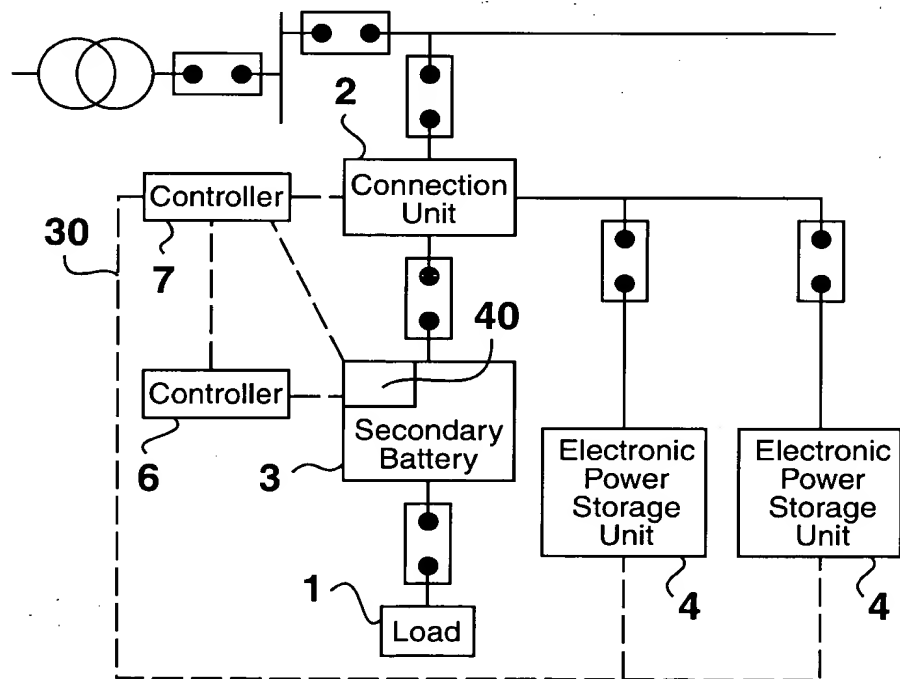 2
Connection
Unit
Controller
30
7
40
Controller
6
Secondary
Battery
3
Electronic
Power
Storage
Unit
4
Electronic
Power
Storage
Unit
4
1
Load